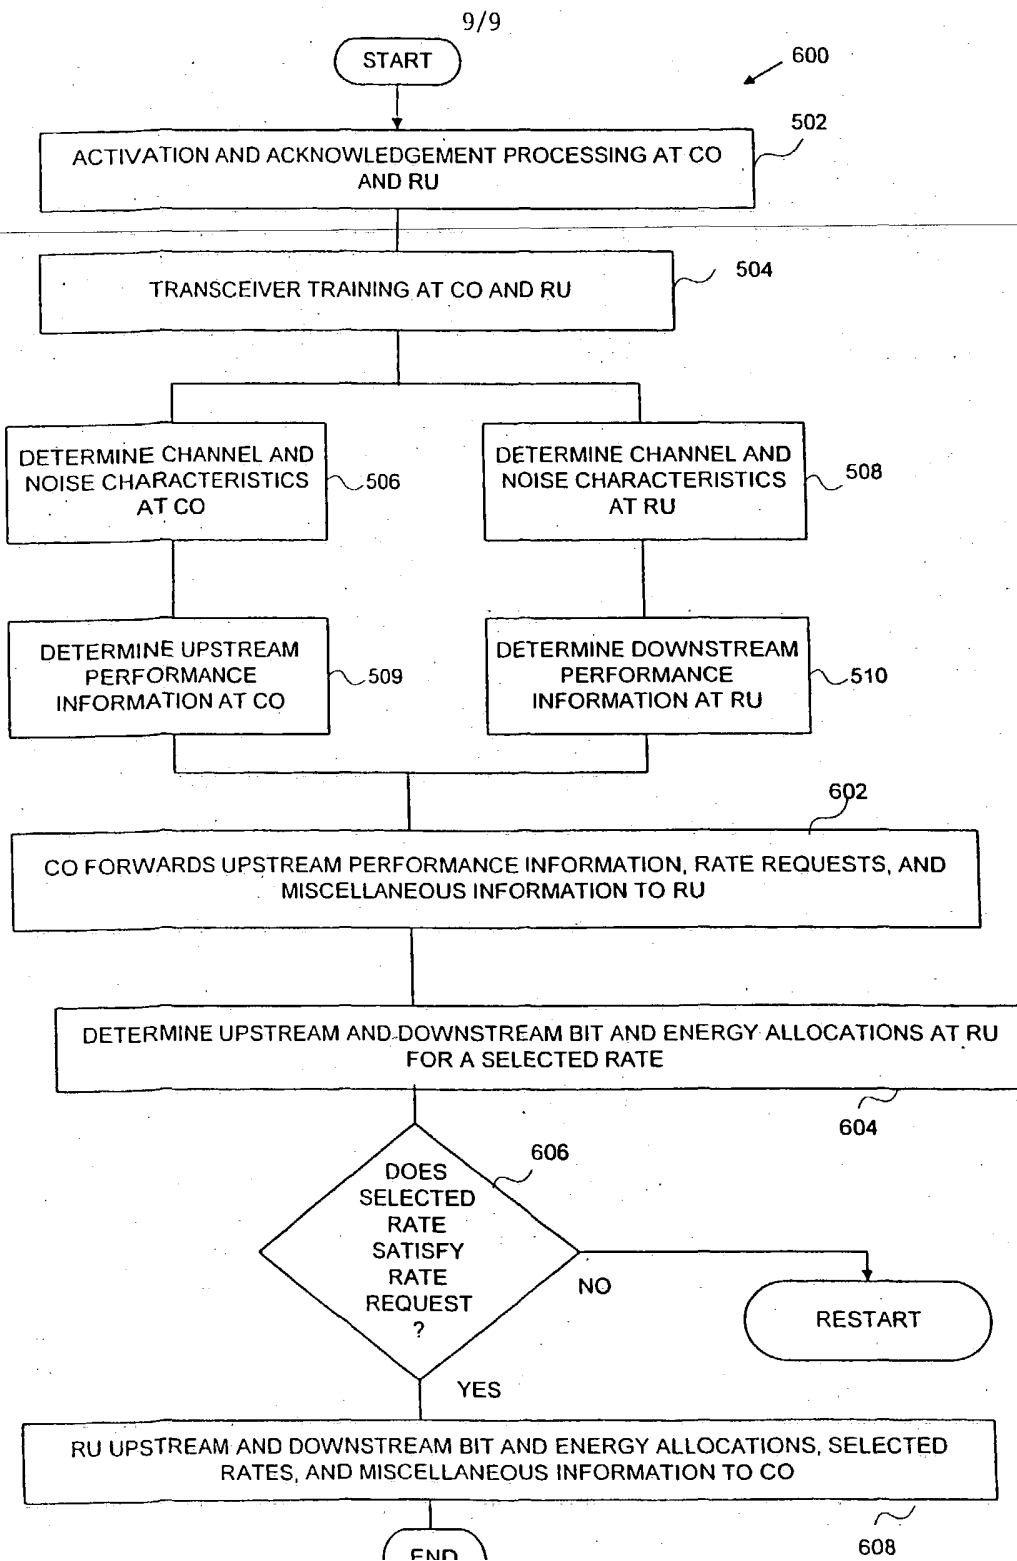 9/9
START
600
502
ACTIVATION AND ACKNOWLEDGEMENT PROCESSING AT CO
AND RU
504
TRANSCEIVER TRAINING AT CO AND RU
DETERMINE CHANNEL AND
NOISE CHARACTERISTICS
AT CO
506
DETERMINE CHANNEL AND
NOISE CHARACTERISTICS
AT RU
508
DETERMINE UPSTREAM
PERFORMANCE
INFORMATION AT CO
509
DETERMINE DOWNSTREAM
PERFORMANCE
INFORMATION AT RU
510
602
CO FORWARDS UPSTREAM PERFORMANCE INFORMATION, RATE REQUESTS, AND
MISCELLANEOUS INFORMATION TO RU
DETERMINE UPSTREAM AND DOWNSTREAM BIT AND ENERGY ALLOCATIONS AT RU
FOR A SELECTED RATE
604
606
DOES
SELECTED
RATE
SATISFY
RATE
REQUEST
?
NO
RESTART
YES
RU UPSTREAM AND DOWNSTREAM BIT AND ENERGY ALLOCATIONS, SELECTED
RATES, AND MISCELLANEOUS INFORMATION TO CO
608
END